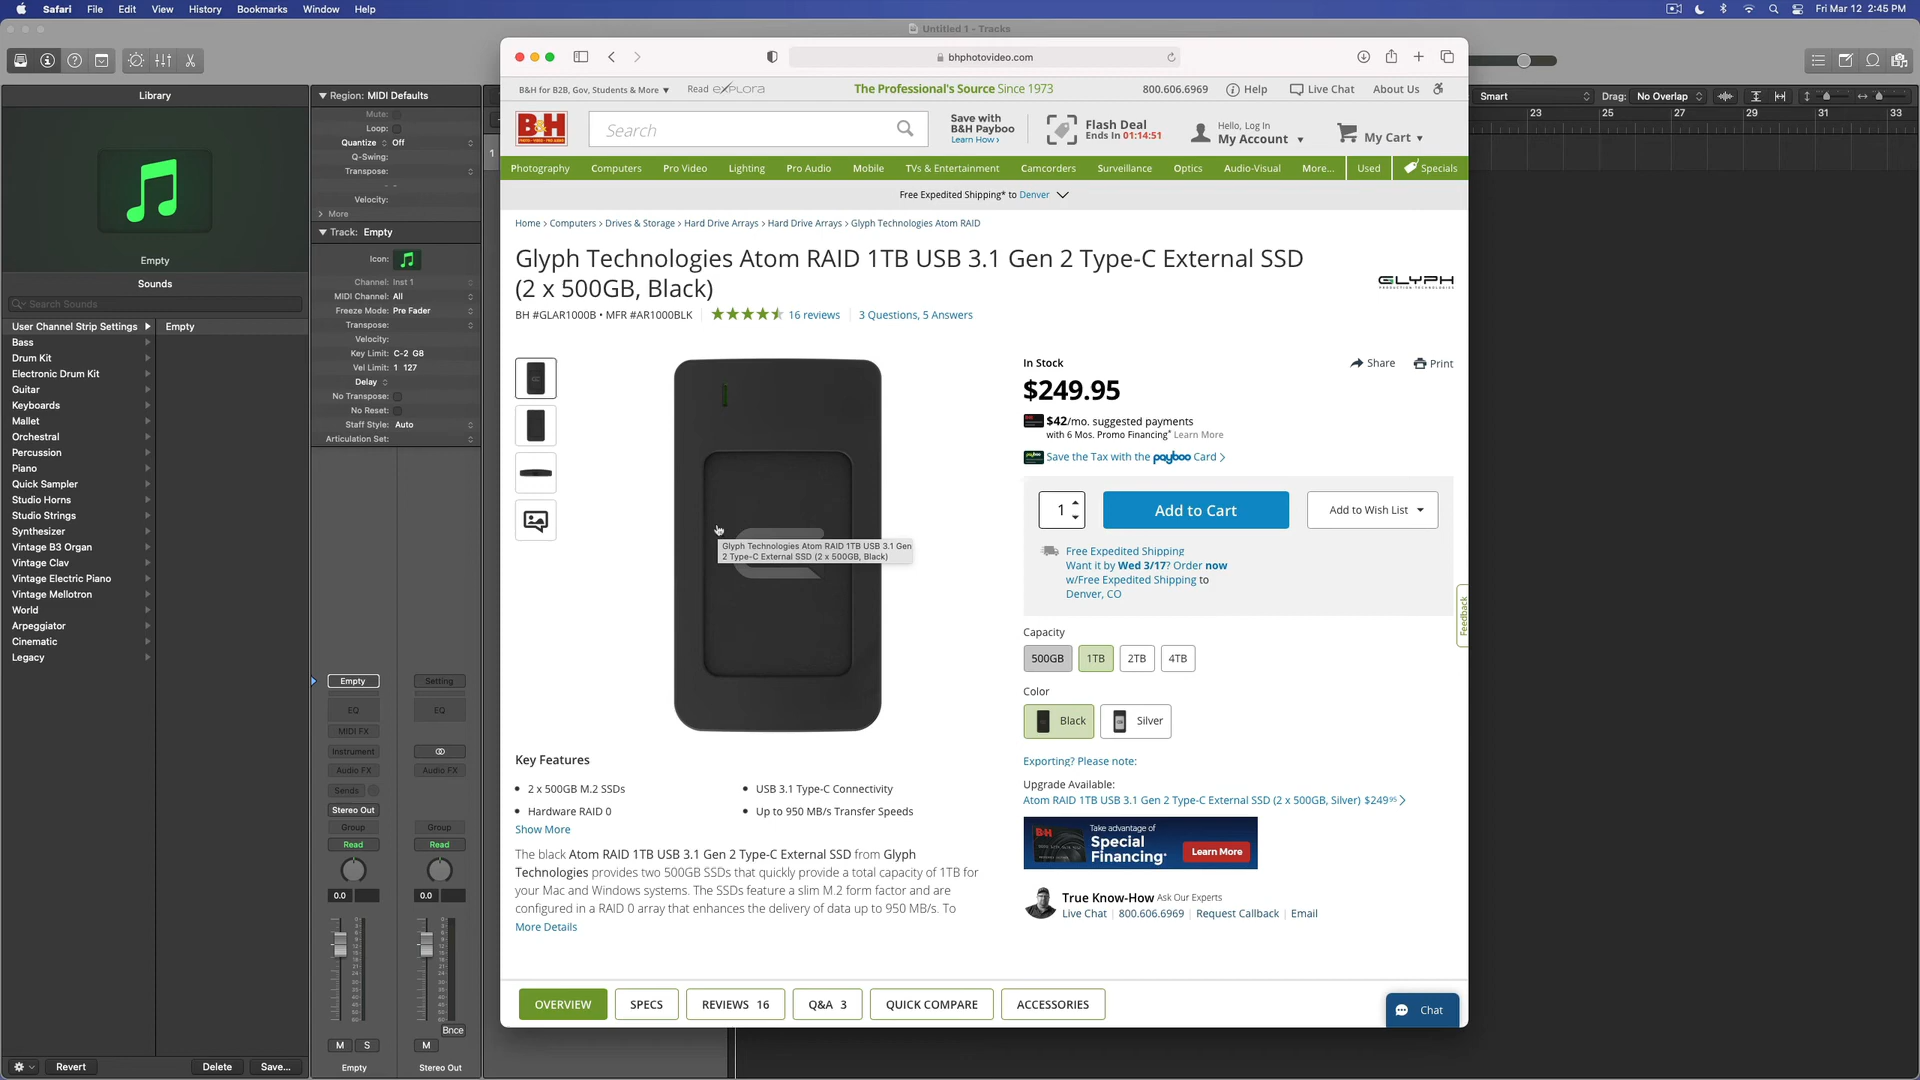 Safari File Edit View History Bookmarks Window Help
Fri Mar 12 2:45 PM
Untitled 1 - Tracks
bhphotovideo.com
Library
Empty
Sounds
Search Sounds
User Channel Strip Settings
Bass
Drum Kit
Electronic Drum Kit
Guitar
Keyboards
Mallet
Orchestral
Percussion
Piano
Quick Sampler
Studio Horns
Studio Strings
Synthesizer
Vintage B3 Organ
Vintage Clav
Vintage Electric Piano
Vintage Mellotron
World
Arpeggiator
Cinematic
Legacy
Empty
Revert
Delete
Save...
Region: MIDI Defaults
Mute:
Loop:
Quantize Off
Q-Swing:
Transpose:
Velocity:
More
Track: Empty
Icon:
Channel: Inst 1
MIDI Channel: All
Freeze Mode: Pre Fader
Transpose:
Velocity:
Key Limit: C-2 G8
Vel Limit: 1 127
Delay
No Transpose:
No Reset:
Staff Style: Auto
Articulation Set:
Empty Setting
EQ EQ
MIDI FX
Instrument
Audio FX Audio FX
Sends
Stereo Out
Group Group
Read Read
0.0 0.0
Bnce
M S M
Empty Stereo Out
1
B&H for B2B, Gov, Students & More
Read explora
The Professional's Source Since 1973
800.606.6969 Help Live Chat About Us
B&H
PHOTO - VIDEO - PRO AUDIO
Search
Save with
B&H Payboo
Learn How ›
Flash Deal
Ends In 01:14:51
Hello, Log In
My Account
My Cart
Photography Computers Pro Video Lighting Pro Audio Mobile TVs & Entertainment Camcorders Surveillance Optics Audio-Visual More... Used Specials
Free Expedited Shipping* to Denver
Home > Computers > Drives & Storage > Hard Drive Arrays > Hard Drive Arrays > Glyph Technologies Atom RAID
Glyph Technologies Atom RAID 1TB USB 3.1 Gen 2 Type-C External SSD
(2 x 500GB, Black)
GLYPH
PRODUCTION TECHNOLOGIES
BH #GLAR1000B • MFR #AR1000BLK
16 reviews
3 Questions, 5 Answers
Glyph Technologies Atom RAID 1TB USB 3.1 Gen
2 Type-C External SSD (2 x 500GB, Black)
In Stock
Share Print
$249.95
$42/mo. suggested payments
with 6 Mos. Promo Financing* Learn More
Save the Tax with the payboo Card >
1
Add to Cart
Add to Wish List
Free Expedited Shipping
Want it by Wed 3/17? Order now
w/Free Expedited Shipping to
Denver, CO
Feedback
Capacity
500GB 1TB 2TB 4TB
Color
Black Silver
Exporting? Please note:
Upgrade Available:
Atom RAID 1TB USB 3.1 Gen 2 Type-C External SSD (2 x 500GB, Silver) $249.95
B&H
Take advantage of
Special
Financing*
Learn More
True Know-How Ask Our Experts
Live Chat | 800.606.6969 | Request Callback | Email
Key Features
• 2 x 500GB M.2 SSDs
• Hardware RAID 0
• USB 3.1 Type-C Connectivity
• Up to 950 MB/s Transfer Speeds
Show More
The black Atom RAID 1TB USB 3.1 Gen 2 Type-C External SSD from Glyph
Technologies provides two 500GB SSDs that quickly provide a total capacity of 1TB for
your Mac and Windows systems. The SSDs feature a slim M.2 form factor and are
configured in a RAID 0 array that enhances the delivery of data up to 950 MB/s. To
More Details
OVERVIEW SPECS REVIEWS 16 Q&A 3 QUICK COMPARE ACCESSORIES
Chat
Smart
Drag: No Overlap
23 25 27 29 31 33